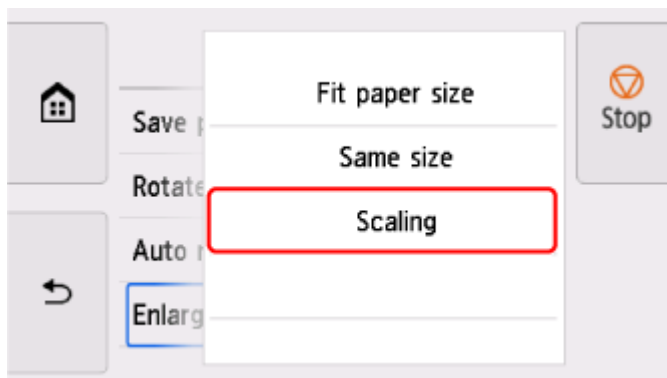 Fit paper size
Stop
Save
Same size
Rotate
Scaling
Auto
Enlarg